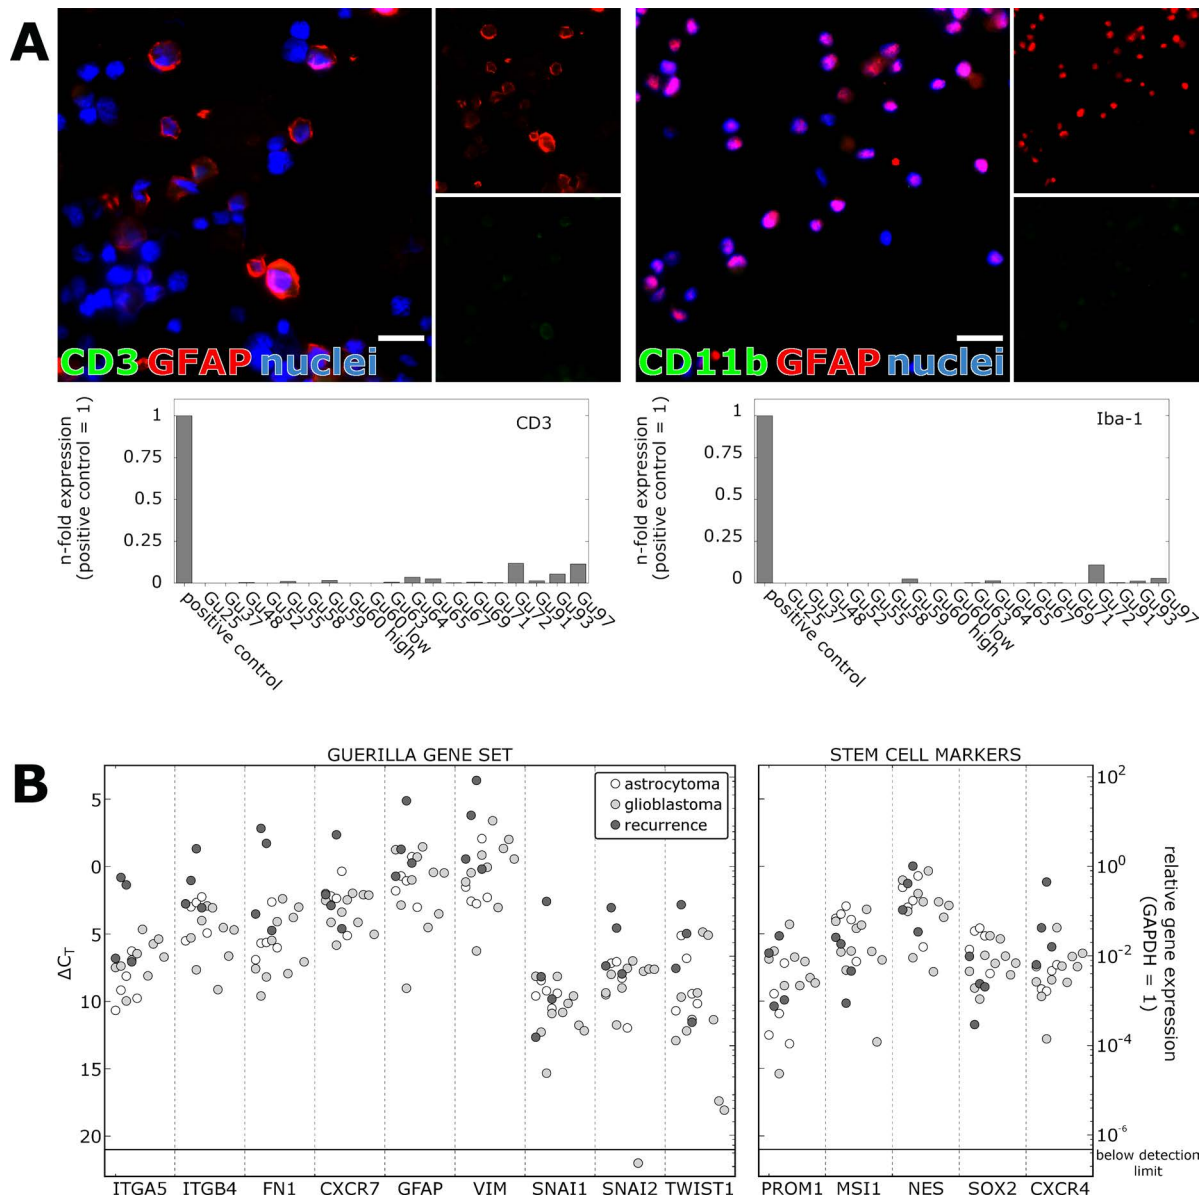 A
CD3 GFAP nuclei
CD11b GFAP nuclei
n-fold expression
(positive control = 1)
1
0.75
0.5
0.25
0
CD3
positive control
Gu25
Gu37
Gu48
Gu52
Gu55
Gu58
Gu59
Gu60 low
Gu60 high
Gu63
Gu64
Gu65
Gu67
Gu69
Gu71
Gu72
Gu91
Gu93
Gu97
n-fold expression
(positive control = 1)
1
0.75
0.5
0.25
0
Iba-1
positive control
Gu25
Gu37
Gu48
Gu52
Gu55
Gu58
Gu59
Gu60 low
Gu60 high
Gu63
Gu64
Gu65
Gu67
Gu69
Gu71
Gu72
Gu91
Gu93
Gu97
B
GUERILLA GENE SET
STEM CELL MARKERS
astrocytoma
glioblastoma
recurrence
ΔCT
5
0
5
10
15
20
10²
10⁰
10⁻²
10⁻⁴
10⁻⁶
relative gene expression
(GAPDH = 1)
below detection
limit
ITGA5 ITGB4 FN1 CXCR7 GFAP VIM SNAI1 SNAI2 TWIST1
PROM1 MSI1 NES SOX2 CXCR4